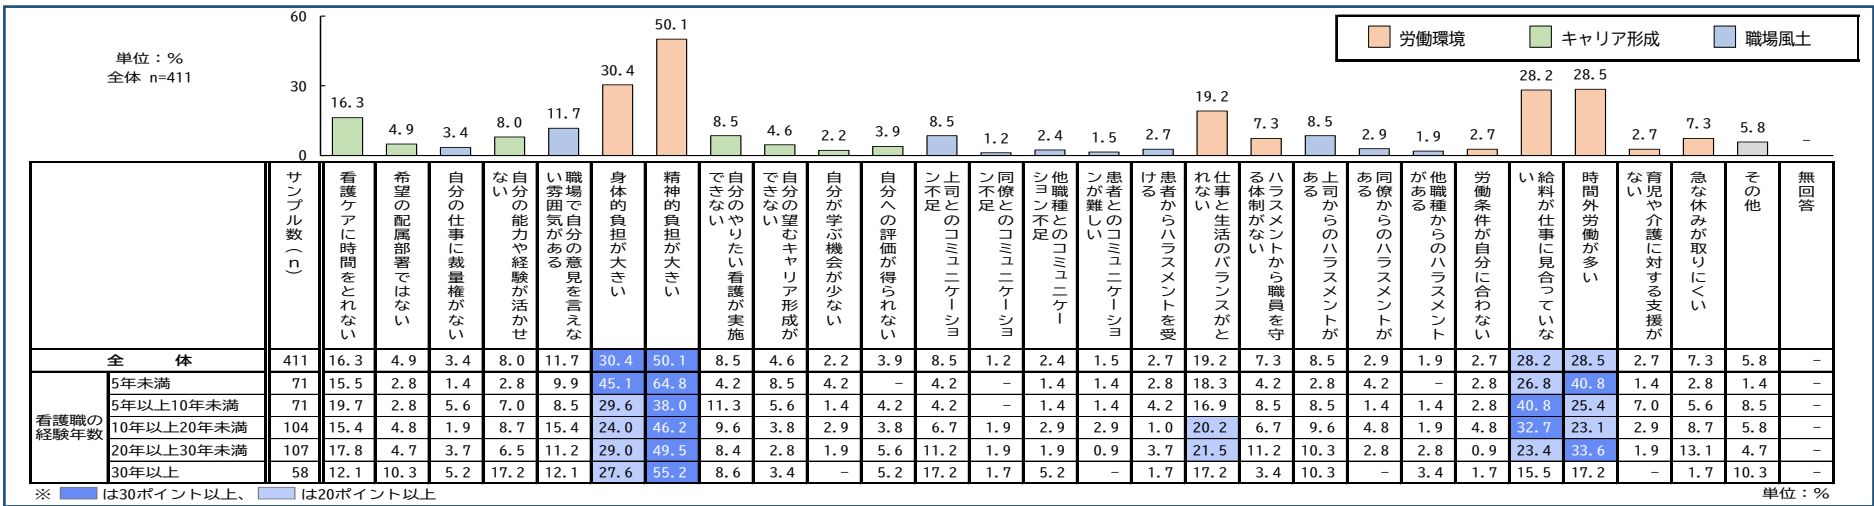 60
30
0
単位：%
全体 n=411
労働環境 キャリア形成 職場風土
16.3 4.9 3.4 8.0 11.7 30.4 50.1 8.5 4.6 2.2 3.9 8.5 1.2 2.4 1.5 2.7 19.2 7.3 8.5 2.9 1.9 2.7 28.2 28.5 2.7 7.3 5.8 －
サンプル数（n）
看護ケアに時間をとれない
希望の配属部署ではない
自分の仕事に裁量権がない
自分の能力や経験が活かせ
ない
職場で自分の意見を言えな
い雰囲気がある
身体的負担が大きい
精神的負担が大きい
自分のやりたい看護が実施
できない
自分の望むキャリア形成が
できない
自分が学ぶ機会が少ない
自分への評価が得られない
上司とのコミュニケーショ
ン不足
同僚とのコミュニケーショ
ン不足
他職種とのコミュニケー
ション不足
患者とのコミュニケーショ
ンが難しい
患者からハラスメントを受
ける
仕事と生活のバランスがと
れない
ハラスメントから職員を守
る体制がない
上司からのハラスメントが
ある
同僚からのハラスメントが
ある
他職種からのハラスメント
がある
労働条件が自分に合わない
給料が仕事に見合っていな
い
時間外労働が多い
育児や介護に対する支援が
ない
急な休みが取りにくい
その他
無回答
全 体 411 16.3 4.9 3.4 8.0 11.7 30.4 50.1 8.5 4.6 2.2 3.9 8.5 1.2 2.4 1.5 2.7 19.2 7.3 8.5 2.9 1.9 2.7 28.2 28.5 2.7 7.3 5.8 －
看護職の
経験年数
5年未満 71 15.5 2.8 1.4 2.8 9.9 45.1 64.8 4.2 8.5 4.2 － 4.2 － 1.4 1.4 2.8 18.3 4.2 2.8 4.2 － 2.8 26.8 40.8 1.4 2.8 1.4 －
5年以上10年未満 71 19.7 2.8 5.6 7.0 8.5 29.6 38.0 11.3 5.6 1.4 4.2 4.2 － 1.4 1.4 4.2 16.9 8.5 8.5 1.4 1.4 2.8 40.8 25.4 7.0 5.6 8.5 －
10年以上20年未満 104 15.4 4.8 1.9 8.7 15.4 24.0 46.2 9.6 3.8 2.9 3.8 6.7 1.9 2.9 2.9 1.0 20.2 6.7 9.6 4.8 1.9 4.8 32.7 23.1 2.9 8.7 5.8 －
20年以上30年未満 107 17.8 4.7 3.7 6.5 11.2 29.0 49.5 8.4 2.8 1.9 5.6 11.2 1.9 1.9 0.9 3.7 21.5 11.2 10.3 2.8 2.8 0.9 23.4 33.6 1.9 13.1 4.7 －
30年以上 58 12.1 10.3 5.2 17.2 12.1 27.6 55.2 8.6 3.4 － 5.2 17.2 1.7 5.2 － 1.7 17.2 3.4 10.3 － 3.4 1.7 15.5 17.2 － 1.7 10.3 －
※ は30ポイント以上、 は20ポイント以上
単位：%